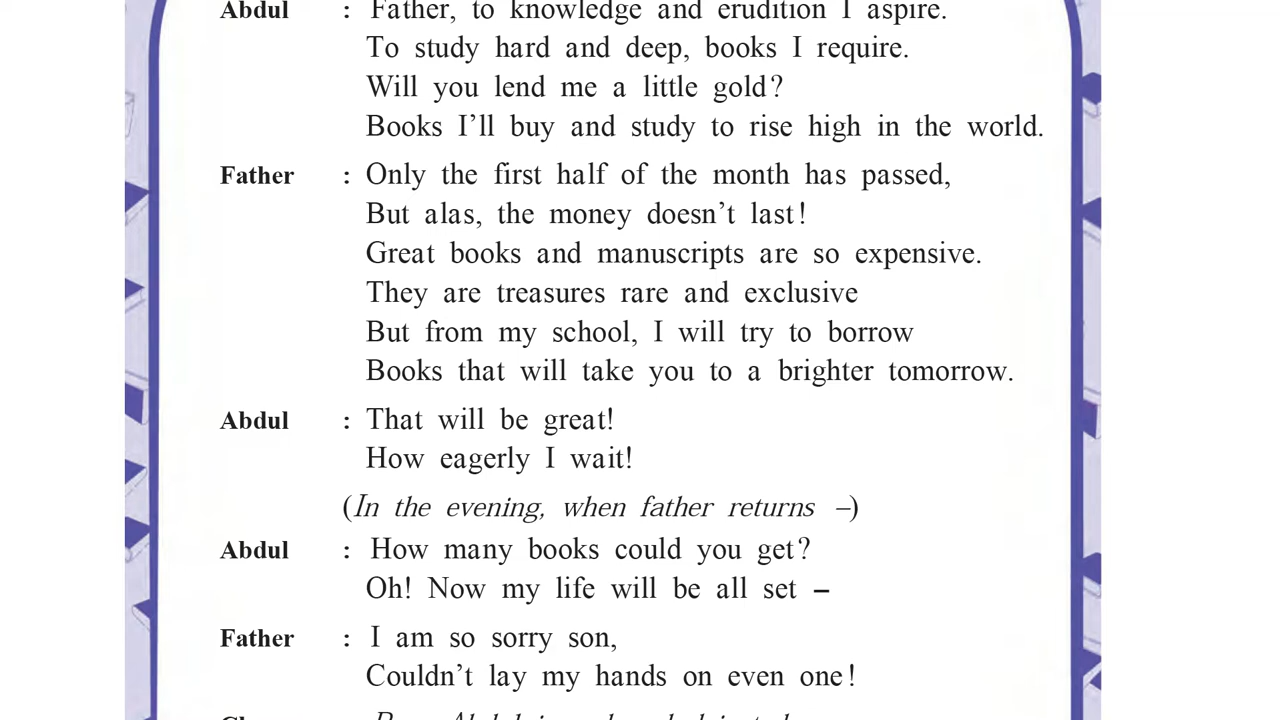 Abdul : Father, to knowledge and erudition I aspire.
To study hard and deep, books I require.
Will you lend me a little gold?
Books I'll buy and study to rise high in the world.
Father : Only the first half of the month has passed,
But alas, the money doesn't last!
Great books and manuscripts are so expensive.
They are treasures rare and exclusive
But from my school, I will try to borrow
Books that will take you to a brighter tomorrow.
Abdul : That will be great!
How eagerly I wait!
(In the evening, when father returns –)
Abdul : How many books could you get?
Oh! Now my life will be all set –
Father : I am so sorry son,
Couldn't lay my hands on even one!